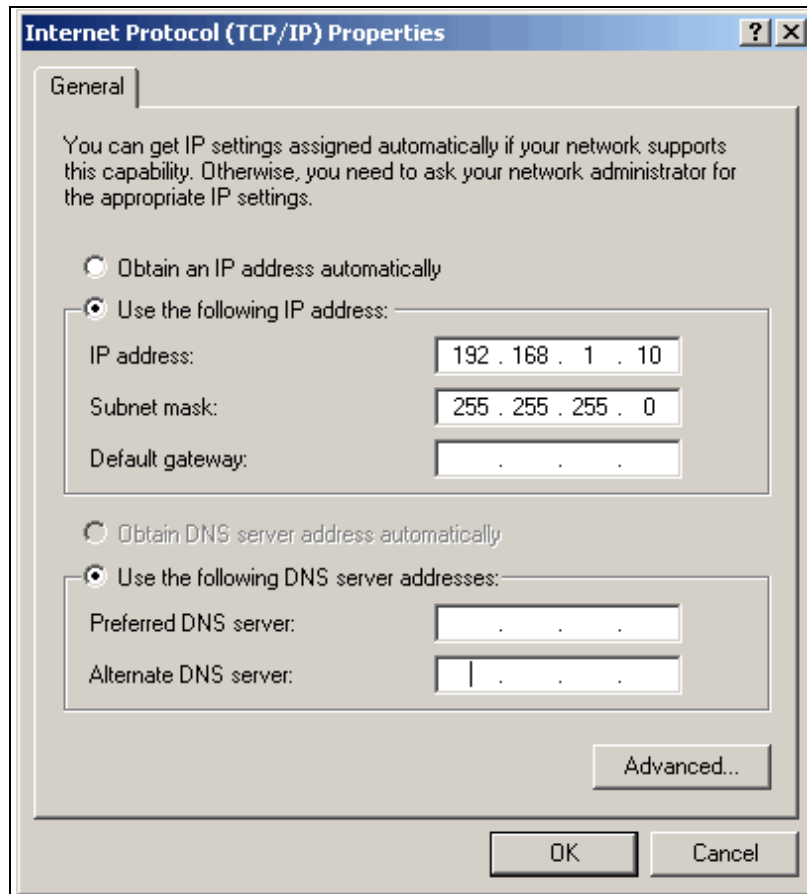 Internet Protocol (TCP/IP) Properties
General
You can get IP settings assigned automatically if your network supports
this capability. Otherwise, you need to ask your network administrator for
the appropriate IP settings.
Obtain an IP address automatically
Use the following IP address:
IP address: 192 . 168 . 1 . 10
Subnet mask: 255 . 255 . 255 . 0
Default gateway: . . .
Obtain DNS server address automatically
Use the following DNS server addresses:
Preferred DNS server: . . .
Alternate DNS server: . . .
Advanced...
OK Cancel